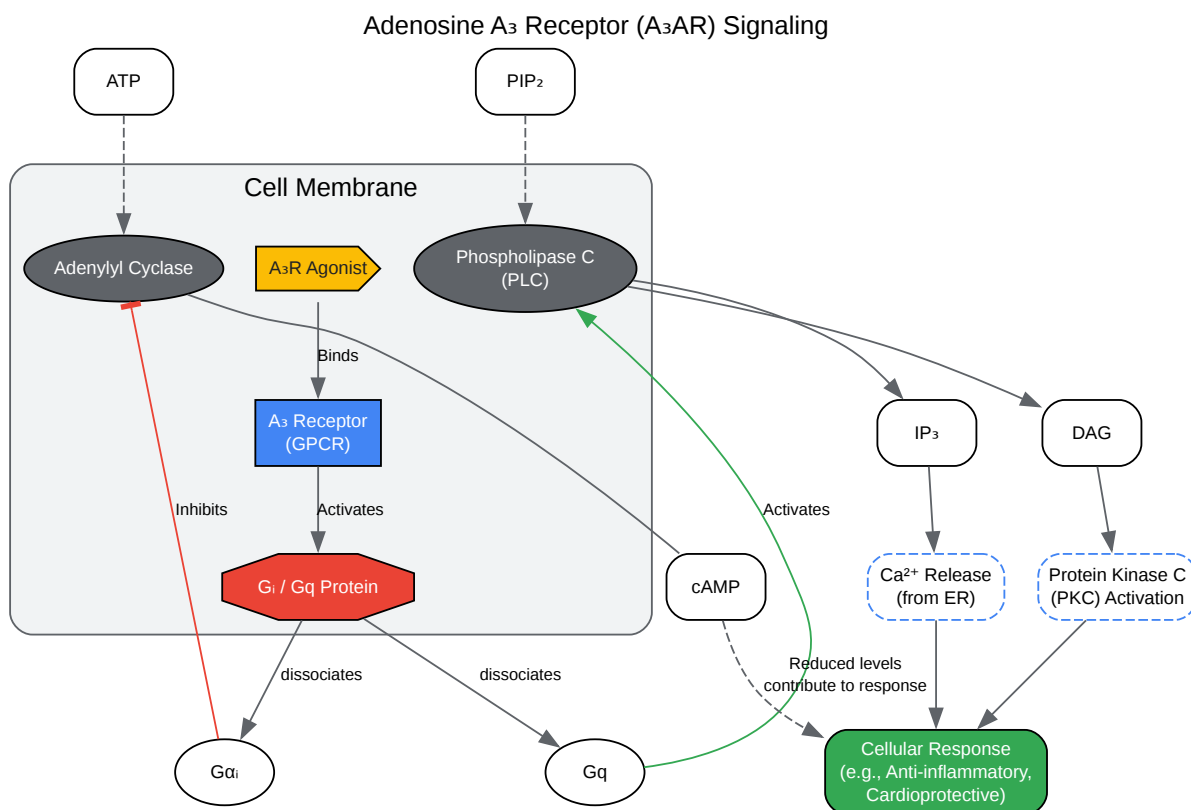 Adenosine A₃ Receptor (A₃AR) Signaling
ATP
PIP₂
Cell Membrane
Adenylyl Cyclase
A₃R Agonist
Phospholipase C
(PLC)
Binds
A₃ Receptor
(GPCR)
IP₃
DAG
Inhibits
Activates
Activates
Gᵢ / Gq Protein
cAMP
Ca²⁺ Release
(from ER)
Protein Kinase C
(PKC) Activation
dissociates
dissociates
Reduced levels
contribute to response
Gαᵢ
Gq
Cellular Response
(e.g., Anti-inflammatory,
Cardioprotective)